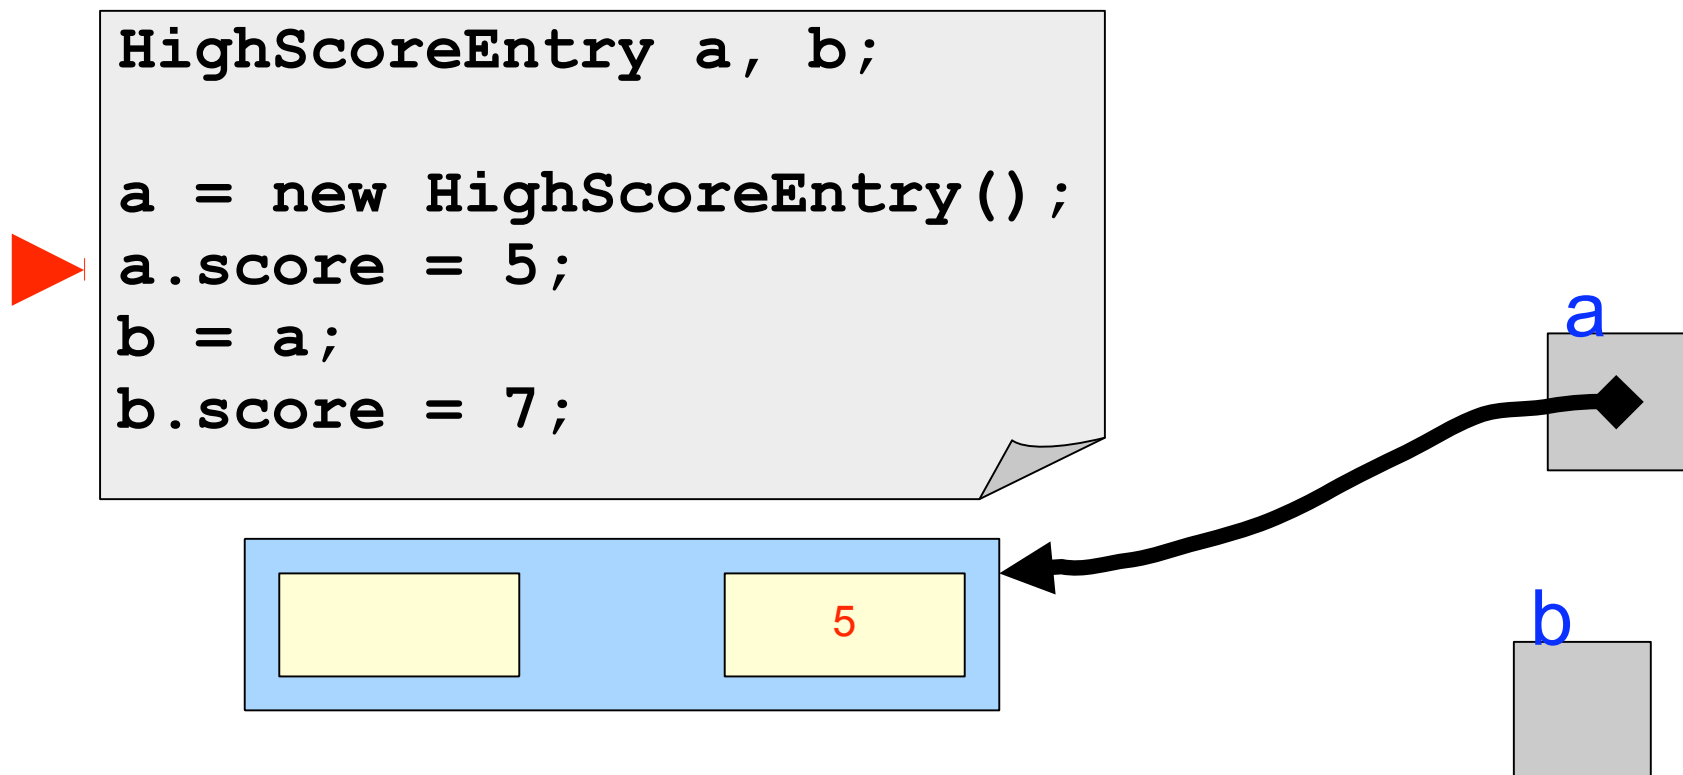 HighScoreEntry a, b;
a = new HighScoreEntry();
a.score = 5;
b = a;
b.score = 7;
a
5
b